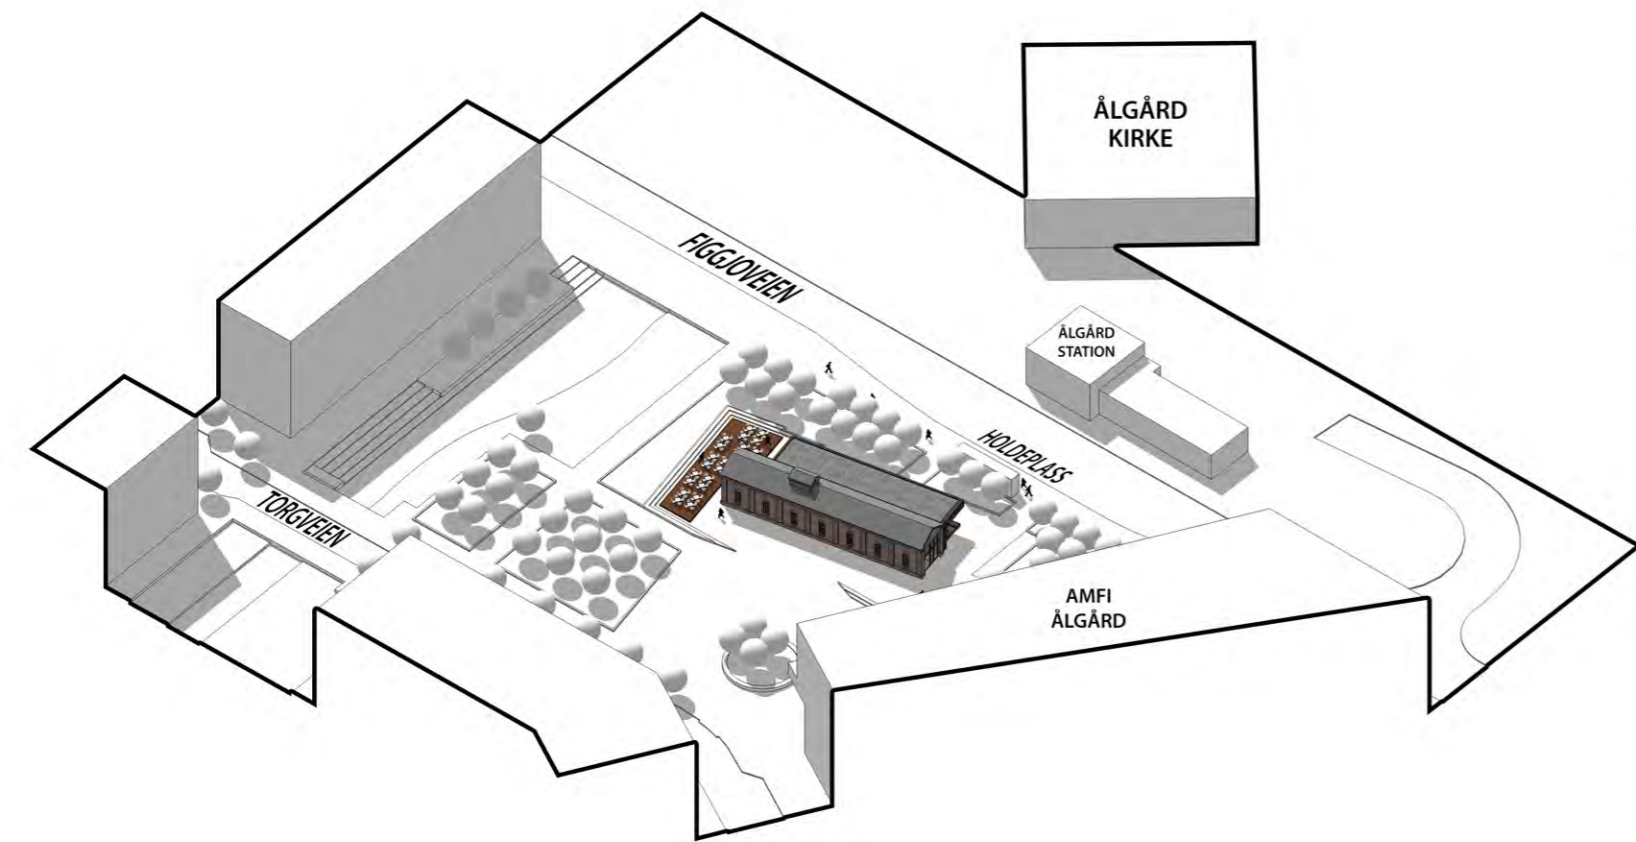 ÅLGÅRD
KIRKE
FIGGJOVEIEN
ÅLGÅRD
STATION
HOLDEPLASS
TORGVEIEN
AMFI
ÅLGÅRD